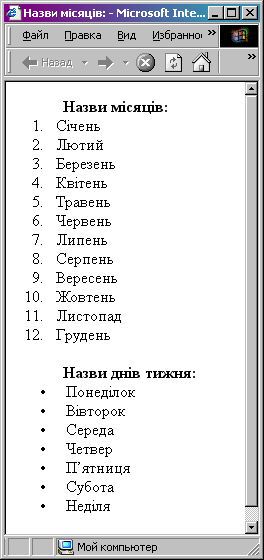 Назви місяців: - Microsoft Inte...
Файл Правка Вид Избранное »
Назад »
Назви місяців:
1. Січень
2. Лютий
3. Березень
4. Квітень
5. Травень
6. Червень
7. Липень
8. Серпень
9. Вересень
10. Жовтень
11. Листопад
12. Грудень
Назви днів тижня:
• Понеділок
• Вівторок
• Середа
• Четвер
• П'ятниця
• Субота
• Неділя
Мой компьютер